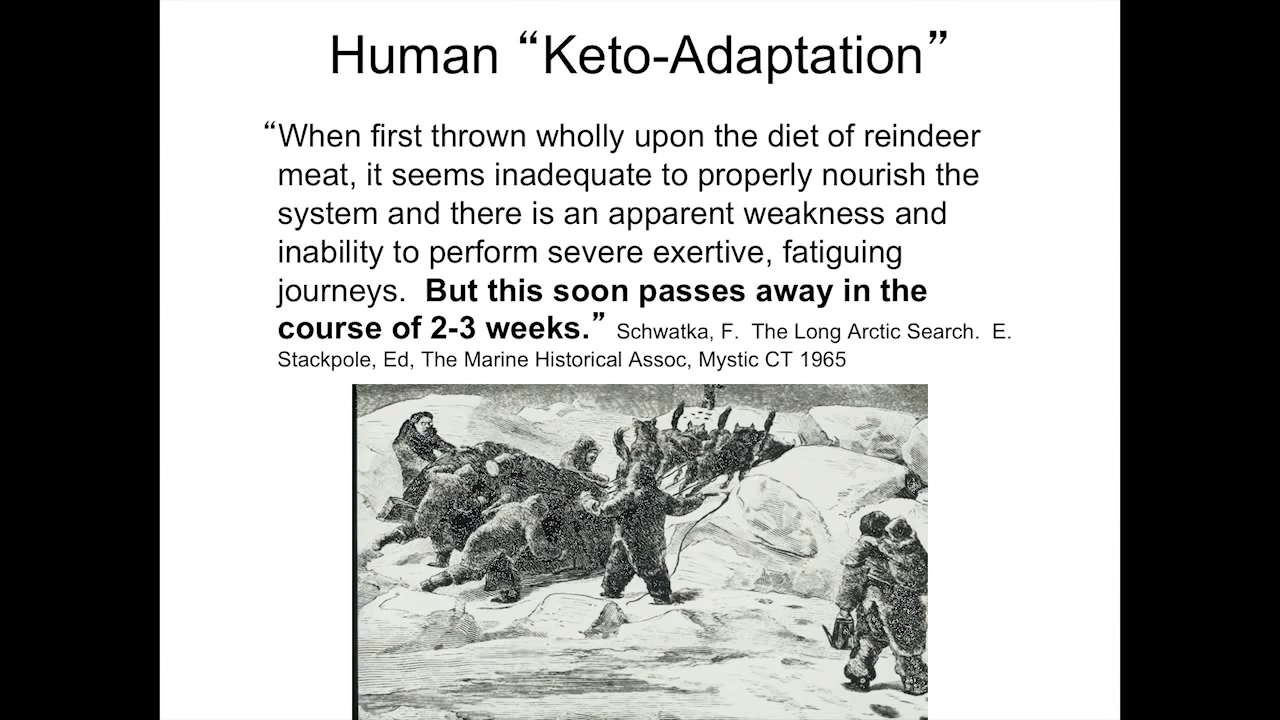 Human “Keto-Adaptation”
“When first thrown wholly upon the diet of reindeer
meat, it seems inadequate to properly nourish the
system and there is an apparent weakness and
inability to perform severe exertive, fatiguing
journeys.  But this soon passes away in the
course of 2-3 weeks.” Schwatka, F.  The Long Arctic Search.  E.
Stackpole, Ed, The Marine Historical Assoc, Mystic CT 1965